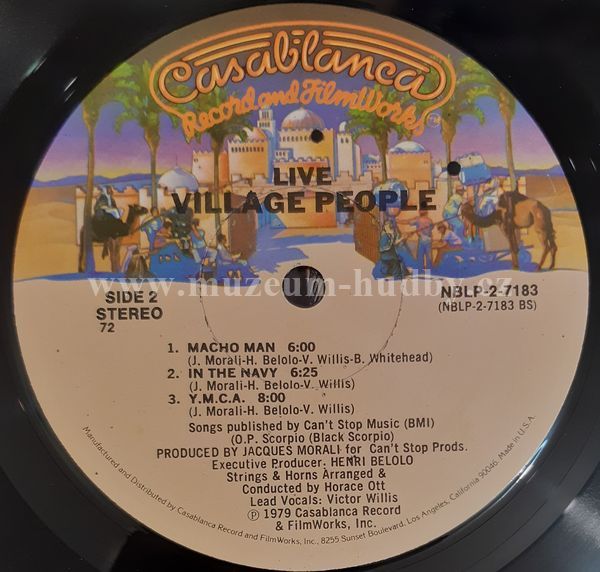 Casablanca
Record and FilmWorks
LIVE
VILLAGE PEOPLE
www.muzeum-hudby.cz
SIDE 2
STEREO
72
NBLP-2-7183
(NBLP-2-7183 BS)
1. MACHO MAN 6:00
(J. Morali-H. Belolo-V. Willis-B. Whitehead)
2. IN THE NAVY 6:25
(J. Morali-H. Belolo-V. Willis)
3. Y.M.C.A. 8:00
(J. Morali-H. Belolo-V. Willis)
Songs published by Can't Stop Music (BMI)
(O.P. Scorpio (Black Scorpio)
PRODUCED BY JACQUES MORALI for Can't Stop Prods.
Executive Producer: HENRI BELOLO
Strings & Horns Arranged &
Conducted by Horace Ott
Lead Vocals: Victor Willis
Ⓟ 1979 Casablanca Record
& FilmWorks, Inc.
Manufactured and Distributed by Casablanca Record and FilmWorks, Inc., 8255 Sunset Boulevard, Los Angeles, California 90046. Made in U.S.A.